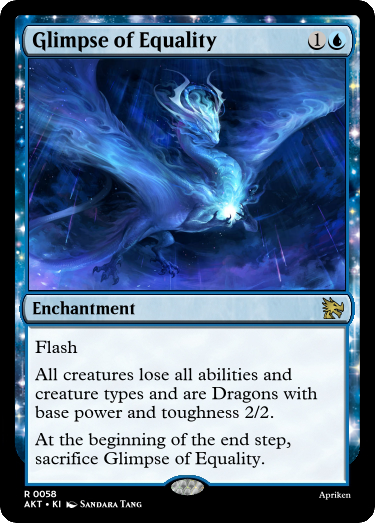 Glimpse of Equality 1
Enchantment
Flash
All creatures lose all abilities and
creature types and are Dragons with
base power and toughness 2/2.
At the beginning of the end step,
sacrifice Glimpse of Equality.
R 0058
AKT • KI Sandara Tang
Apriken